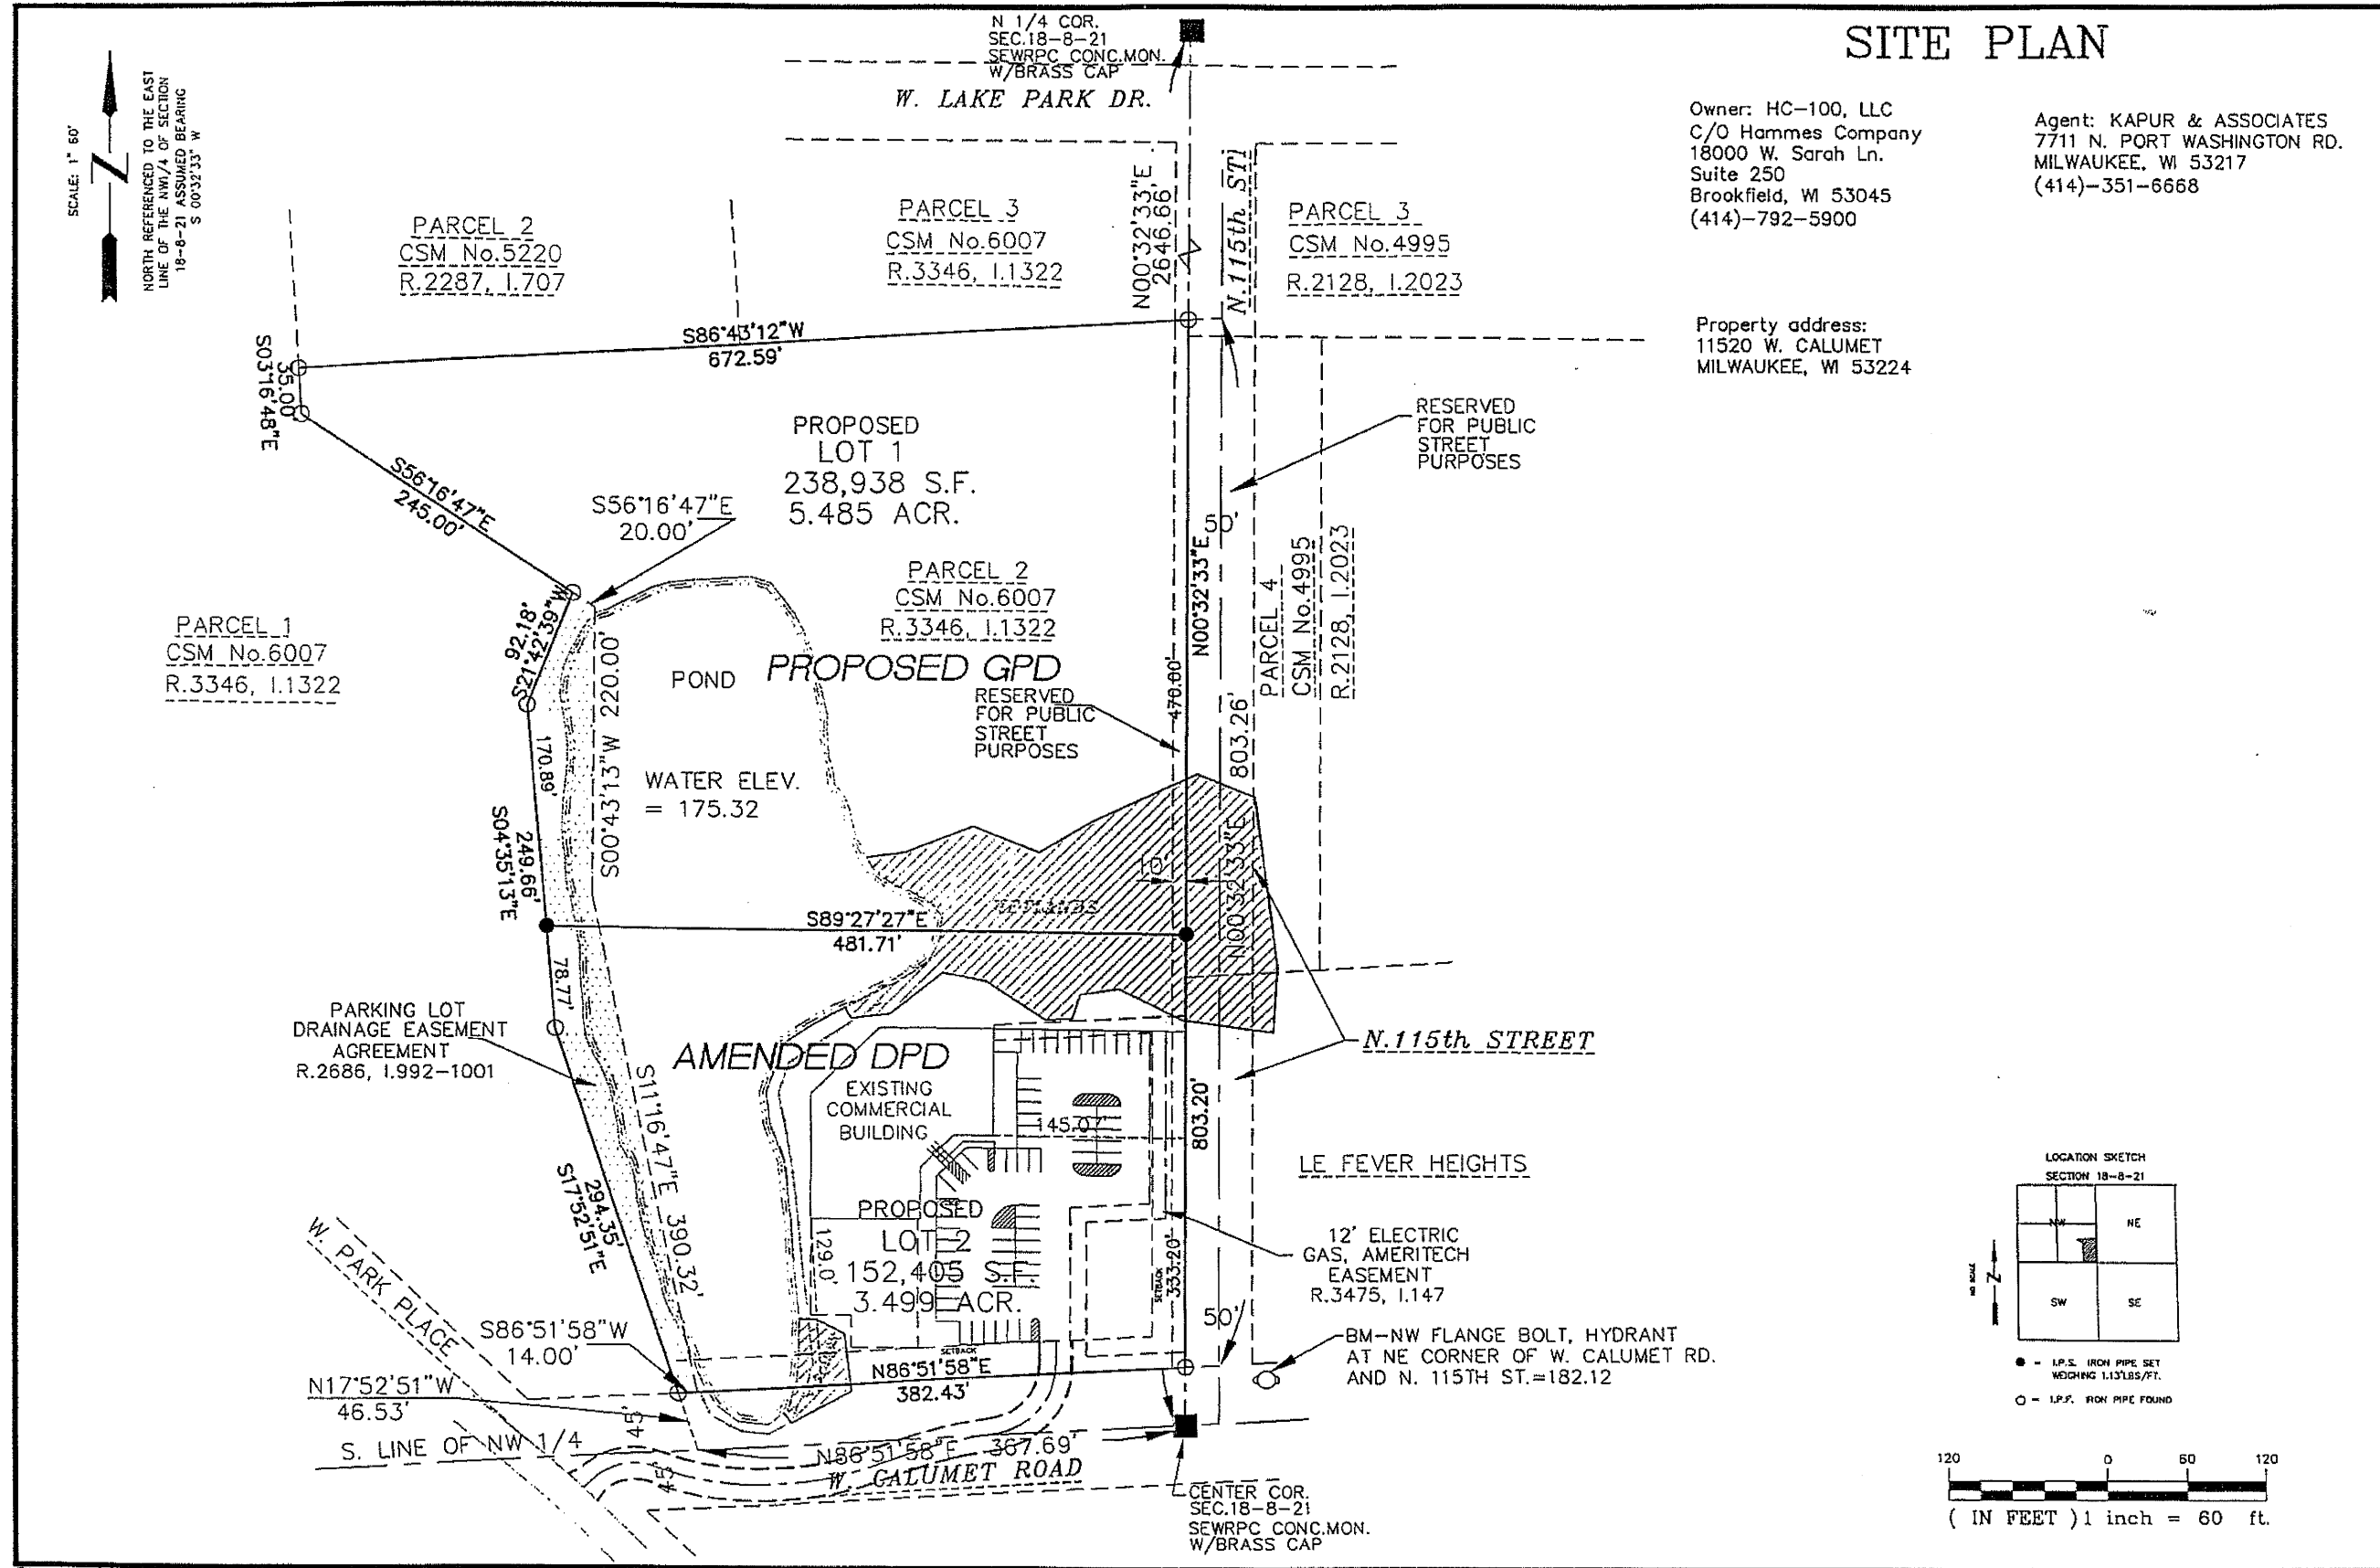 SITE PLAN
Owner: HC-100, LLC
C/O Hammes Company
18000 W. Sarah Ln.
Suite 250
Brookfield, WI 53045
(414)-792-5900
Agent: KAPUR & ASSOCIATES
7711 N. PORT WASHINGTON RD.
MILWAUKEE, WI 53217
(414)-351-6668
Property address:
11520 W. CALUMET
MILWAUKEE, WI 53224
SCALE: 1" 60'
N
NORTH REFERENCED TO THE EAST
LINE OF THE NW1/4 OF SECTION
18-8-21 ASSUMED BEARING
S 00°32'33" W
N 1/4 COR.
SEC.18-8-21
SEWRPC CONC.MON.
W/BRASS CAP
W. LAKE PARK DR.
PARCEL 2
CSM No.5220
R.2287, I.707
PARCEL 3
CSM No.6007
R.3346, I.1322
N00°32'33"E
2646.66'
N.115th ST
PARCEL 3
CSM No.4995
R.2128, I.2023
S86°43'12"W
672.59'
S03°16'48"E
35.00'
S56°16'47"E
245.00'
PROPOSED
LOT 1
238,938 S.F.
5.485 ACR.
S56°16'47"E
20.00'
RESERVED
FOR PUBLIC
STREET
PURPOSES
50'
PARCEL 2
CSM No.6007
R.3346, I.1322
N00°32'33"E
PARCEL 4
CSM No.4995
R.2128, I.2023
PARCEL 1
CSM No.6007
R.3346, I.1322
92.18'
S21°42'39"W
POND
PROPOSED GPD
RESERVED
FOR PUBLIC
STREET
PURPOSES
470.00'
803.26'
N00°32'33"E
170.89'
S00°43'13"W 220.00'
WATER ELEV.
= 175.32
249.66'
S04°35'13"E
10'
WETLANDS
S89°27'27"E
481.71'
78.77'
PARKING LOT
DRAINAGE EASEMENT
AGREEMENT
R.2686, I.992-1001
AMENDED DPD
EXISTING
COMMERCIAL
BUILDING
145.07'
803.20'
N.115th STREET
LE FEVER HEIGHTS
S11°16'47"E 390.32'
294.35'
S17°52'51"E
PROPOSED
LOT 2
152,405 S.F.
3.499 ACR.
129.0'
SETBACK
333.20'
12' ELECTRIC
GAS, AMERITECH
EASEMENT
R.3475, I.147
W. PARK PLACE
S86°51'58"W
14.00'
SETBACK
N86°51'58"E
382.43'
50'
BM-NW FLANGE BOLT, HYDRANT
AT NE CORNER OF W. CALUMET RD.
AND N. 115TH ST.=182.12
N17°52'51"W
46.53'
S. LINE OF NW 1/4
45'
45'
N86°51'58"E 367.69'
W. CALUMET ROAD
CENTER COR.
SEC.18-8-21
SEWRPC CONC.MON.
W/BRASS CAP
LOCATION SKETCH
SECTION 18-8-21
NW
NE
SW
SE
NO SCALE
N
● - I.P.S. IRON PIPE SET
WEIGHING 1.13 LBS/FT.
○ - I.P.F. IRON PIPE FOUND
120 0 60 120
( IN FEET ) 1 inch = 60 ft.